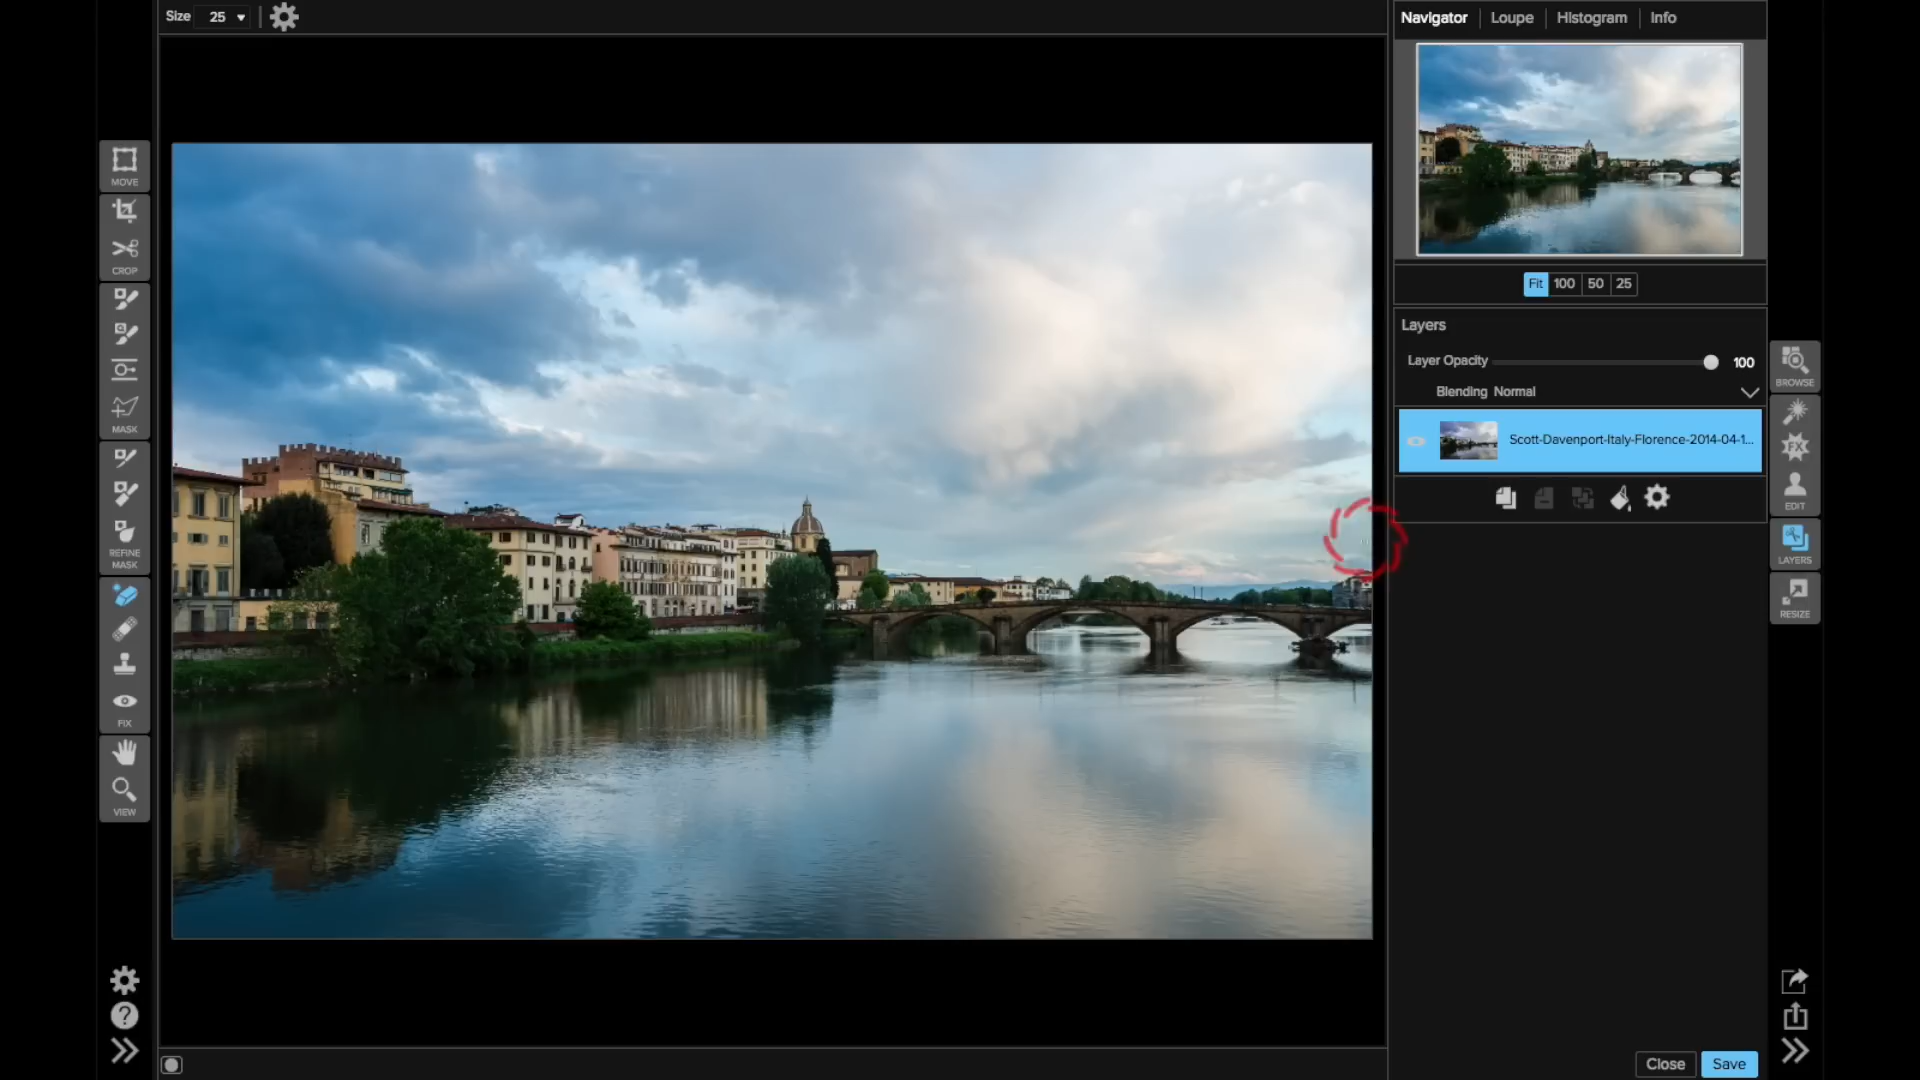 Size 25
Navigator Loupe Histogram Info
Fit 100 50 25
Layers
Layer Opacity 100
Blending Normal
Scott-Davenport-Italy-Florence-2014-04-1...
MOVE
CROP
MASK
REFINE
MASK
FIX
VIEW
BROWSE
FX
EDIT
LAYERS
RESIZE
Close Save